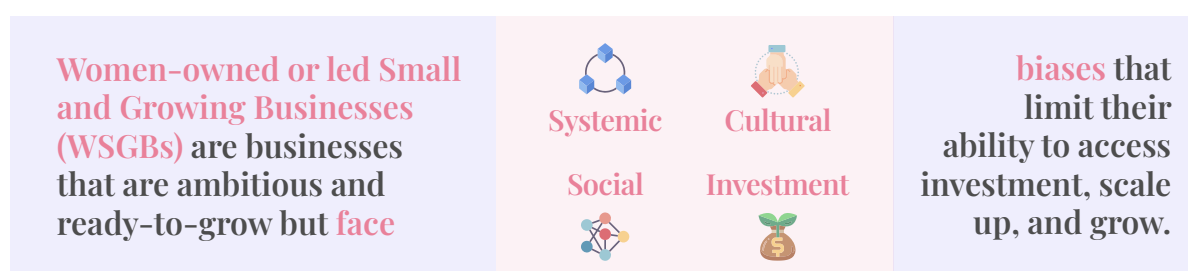 Women-owned or led Small
and Growing Businesses
(WSGBs) are businesses
that are ambitious and
ready-to-grow but face
Systemic
Cultural
Social
Investment
biases that
limit their
ability to access
investment, scale
up, and grow.